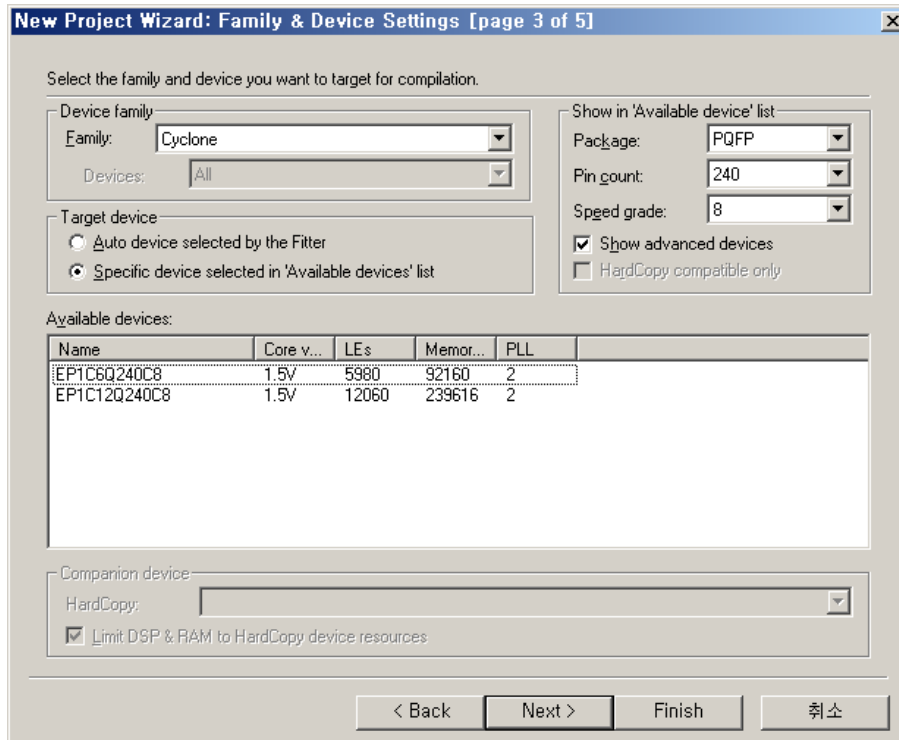 New Project Wizard: Family & Device Settings [page 3 of 5]
Select the family and device you want to target for compilation.
Device family
Family: Cyclone
Devices: All
Target device
Auto device selected by the Fitter
Specific device selected in 'Available devices' list
Show in 'Available device' list
Package: PQFP
Pin count: 240
Speed grade: 8
Show advanced devices
HardCopy compatible only
Available devices:
Name Core v... LEs Memor... PLL
EP1C6Q240C8 1.5V 5980 92160 2
EP1C12Q240C8 1.5V 12060 239616 2
Companion device
HardCopy:
Limit DSP & RAM to HardCopy device resources
< Back Next > Finish 취소